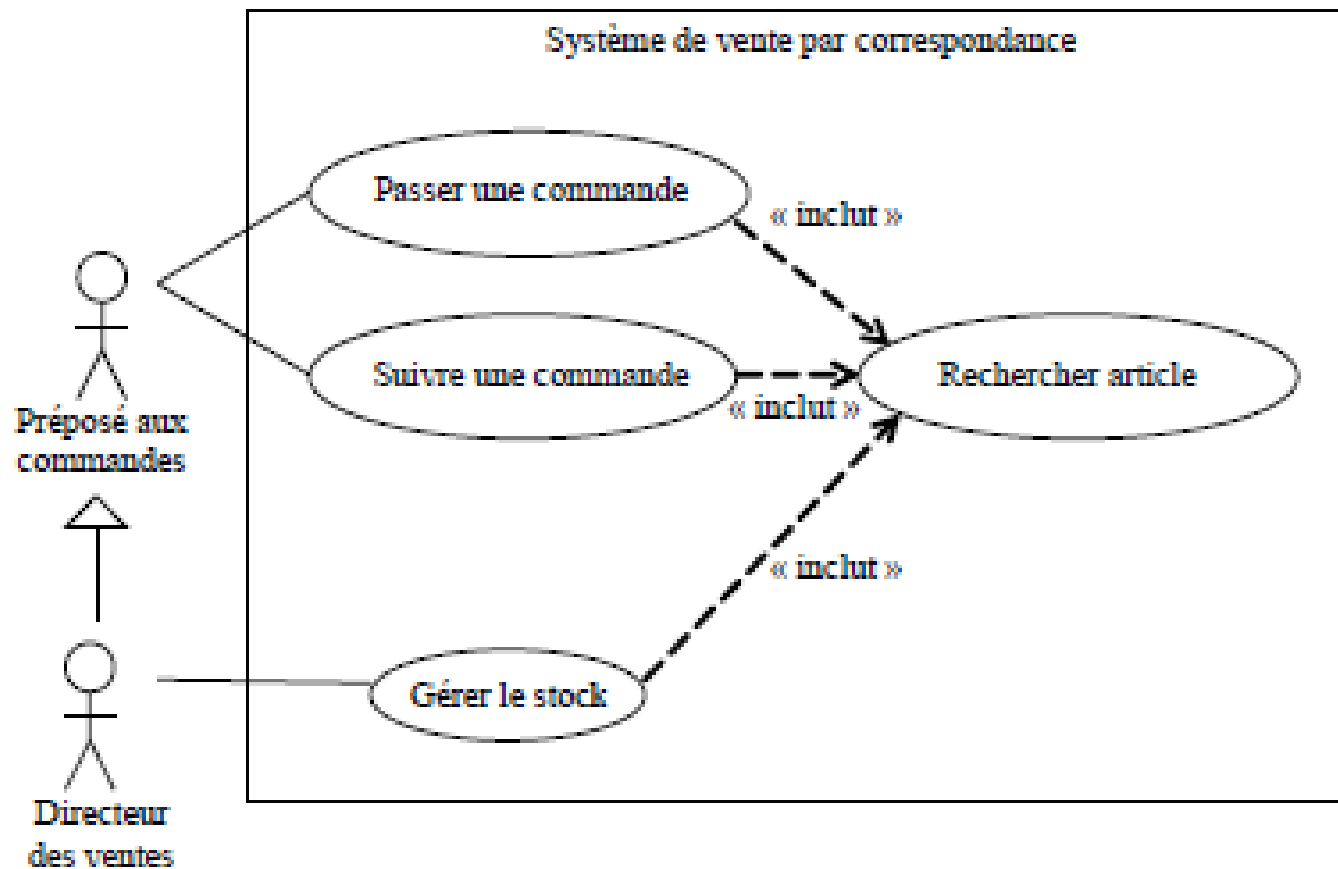 Système de vente par correspondance
Passer une commande
« inclut »
Suivre une commande
Rechercher article
« inclut »
Préposé aux
commandes
« inclut »
Gérer le stock
Directeur
des ventes